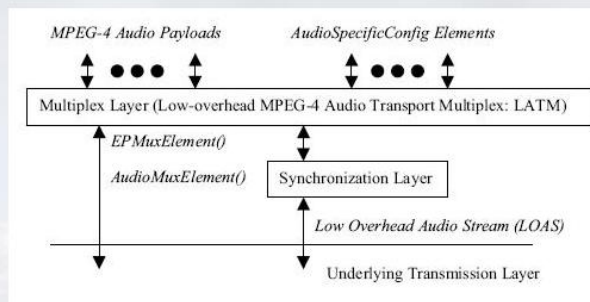 MPEG-4 Audio Payloads
AudioSpecificConfig Elements
Multiplex Layer (Low-overhead MPEG-4 Audio Transport Multiplex: LATM)
EPMuxElement()
AudioMuxElement()
Synchronization Layer
Low Overhead Audio Stream (LOAS)
Underlying Transmission Layer